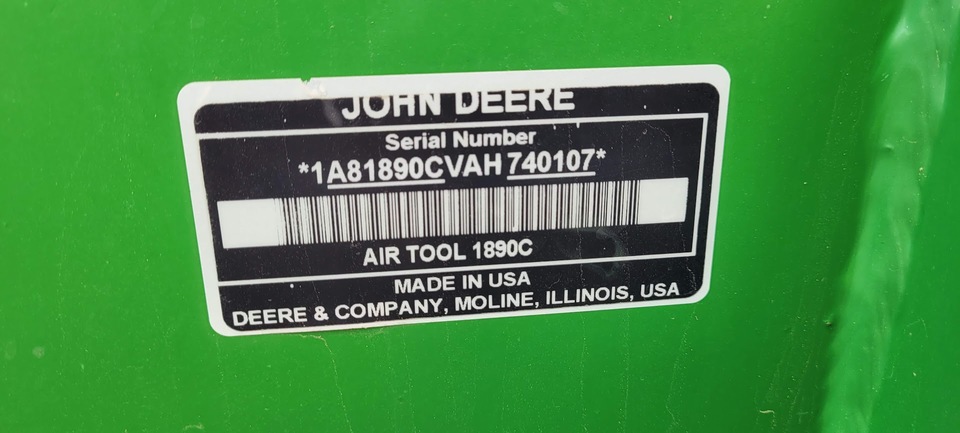 JOHN DEERE
Serial Number
*1A81890CVAH740107*
AIR TOOL 1890C
MADE IN USA
DEERE & COMPANY, MOLINE, ILLINOIS, USA